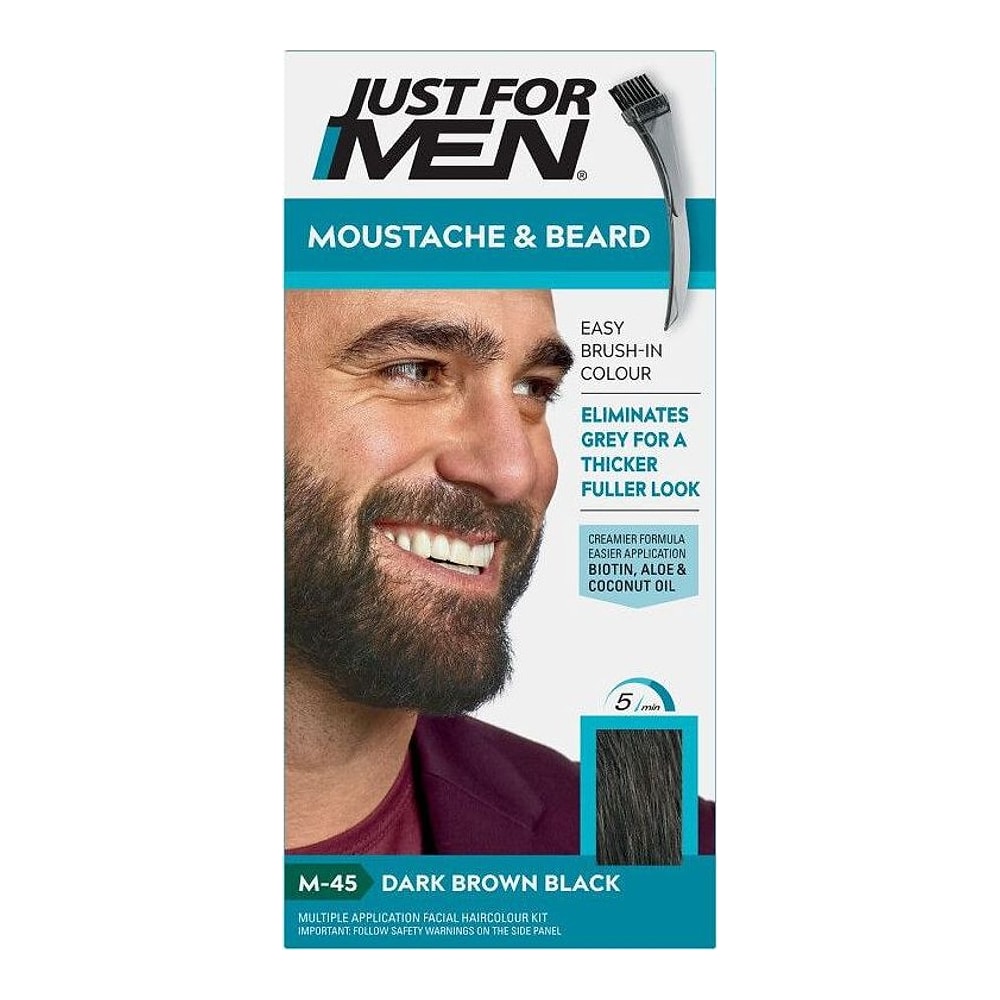 JUST FOR
MEN®
MOUSTACHE & BEARD
EASY
BRUSH-IN
COLOUR
ELIMINATES
GREY FOR A
THICKER
FULLER LOOK
CREAMIER FORMULA
EASIER APPLICATION
BIOTIN, ALOE &
COCONUT OIL
5 / min
M-45 DARK BROWN BLACK
MULTIPLE APPLICATION FACIAL HAIRCOLOUR KIT
IMPORTANT: FOLLOW SAFETY WARNINGS ON THE SIDE PANEL